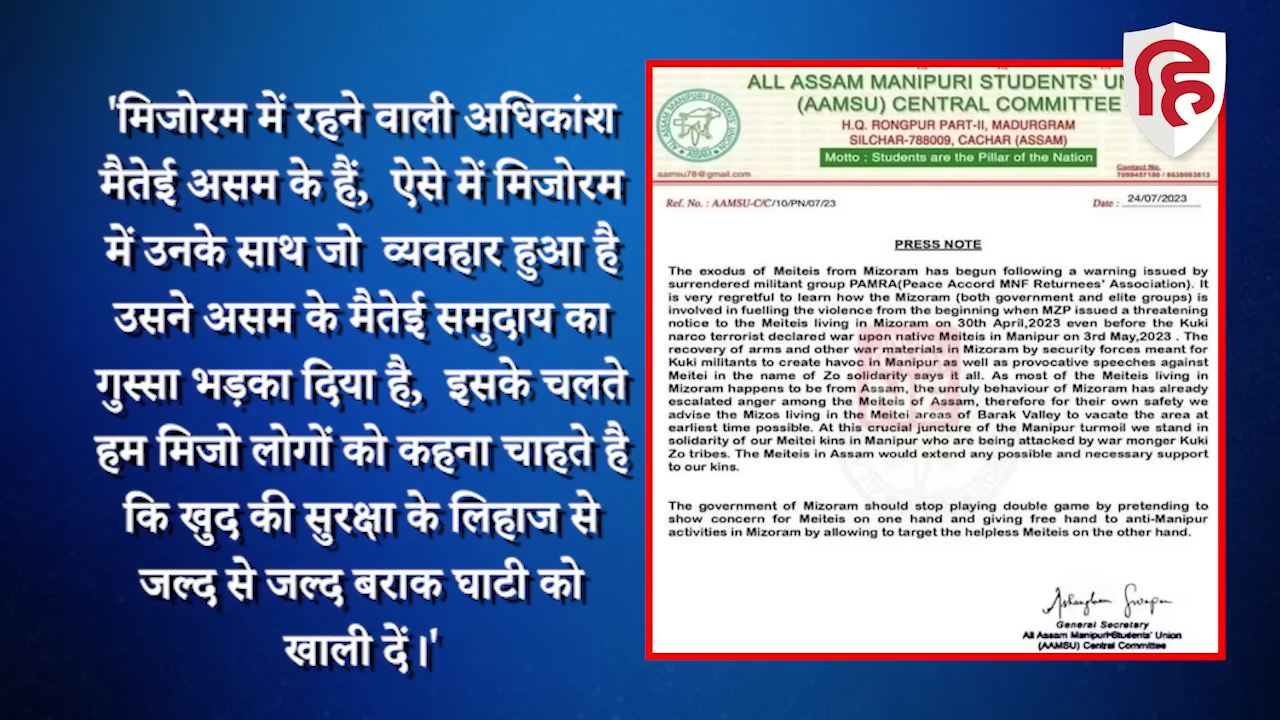 'मिजोरम में रहने वाली अधिकांश
मैतेई असम के हैं, ऐसे में मिजोरम
में उनके साथ जो व्यवहार हुआ है
उसने असम के मैतेई समुदाय का
गुस्सा भड़का दिया है, इसके चलते
हम मिजो लोगों को कहना चाहते है
कि खुद की सुरक्षा के लिहाज से
जल्द से जल्द बराक घाटी को
खाली दें।'
ALL ASSAM MANIPURI STUDENTS' UNI
(AAMSU) CENTRAL COMMITTEE
H.Q. RONGPUR PART-II, MADURGRAM
SILCHAR-788009, CACHAR (ASSAM)
Motto : Students are the Pillar of the Nation
ALL ASSAM MANIPURI STUDENTS' UNION
ASSAM
aamsu78@gmail.com
Contact No.
7099457180 / 8638063813
Ref. No. : AAMSU-C/C/10/PN/07/23
Date : 24/07/2023
PRESS NOTE
The exodus of Meiteis from Mizoram has begun following a warning issued by
surrendered militant group PAMRA(Peace Accord MNF Returnees' Association). It
is very regretful to learn how the Mizoram (both government and elite groups) is
involved in fuelling the violence from the beginning when MZP issued a threatening
notice to the Meiteis living in Mizoram on 30th April,2023 even before the Kuki
narco terrorist declared war upon native Meiteis in Manipur on 3rd May,2023 . The
recovery of arms and other war materials in Mizoram by security forces meant for
Kuki militants to create havoc in Manipur as well as provocative speeches against
Meitei in the name of Zo solidarity says it all. As most of the Meiteis living in
Mizoram happens to be from Assam, the unruly behaviour of Mizoram has already
escalated anger among the Meiteis of Assam, therefore for their own safety we
advise the Mizos living in the Meitei areas of Barak Valley to vacate the area at
earliest time possible. At this crucial juncture of the Manipur turmoil we stand in
solidarity of our Meitei kins in Manipur who are being attacked by war monger Kuki
Zo tribes. The Meiteis in Assam would extend any possible and necessary support
to our kins.
The government of Mizoram should stop playing double game by pretending to
show concern for Meiteis on one hand and giving free hand to anti-Manipur
activities in Mizoram by allowing to target the helpless Meiteis on the other hand.
General Secretary
All Assam Manipuri Students' Union
(AAMSU) Central Committee